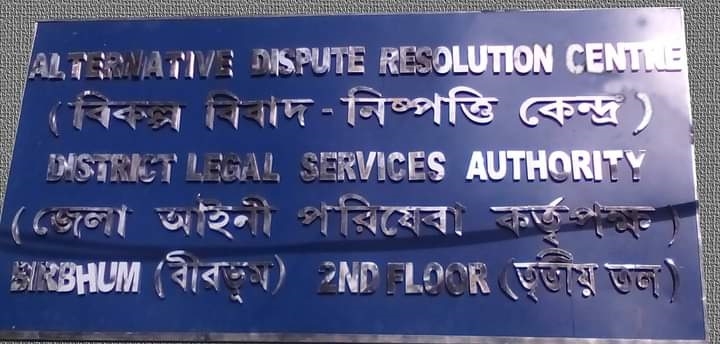 ALTERNATIVE DISPUTE RESOLUTION CENTRE
(বিকল্প বিবাদ - নিষ্পত্তি কেন্দ্র)
DISTRICT LEGAL SERVICES AUTHORITY
(জেলা আইনী পরিষেবা কর্তৃপক্ষ)
BIRBHUM (বীরভূম) 2ND FLOOR (তৃতীয় তল)